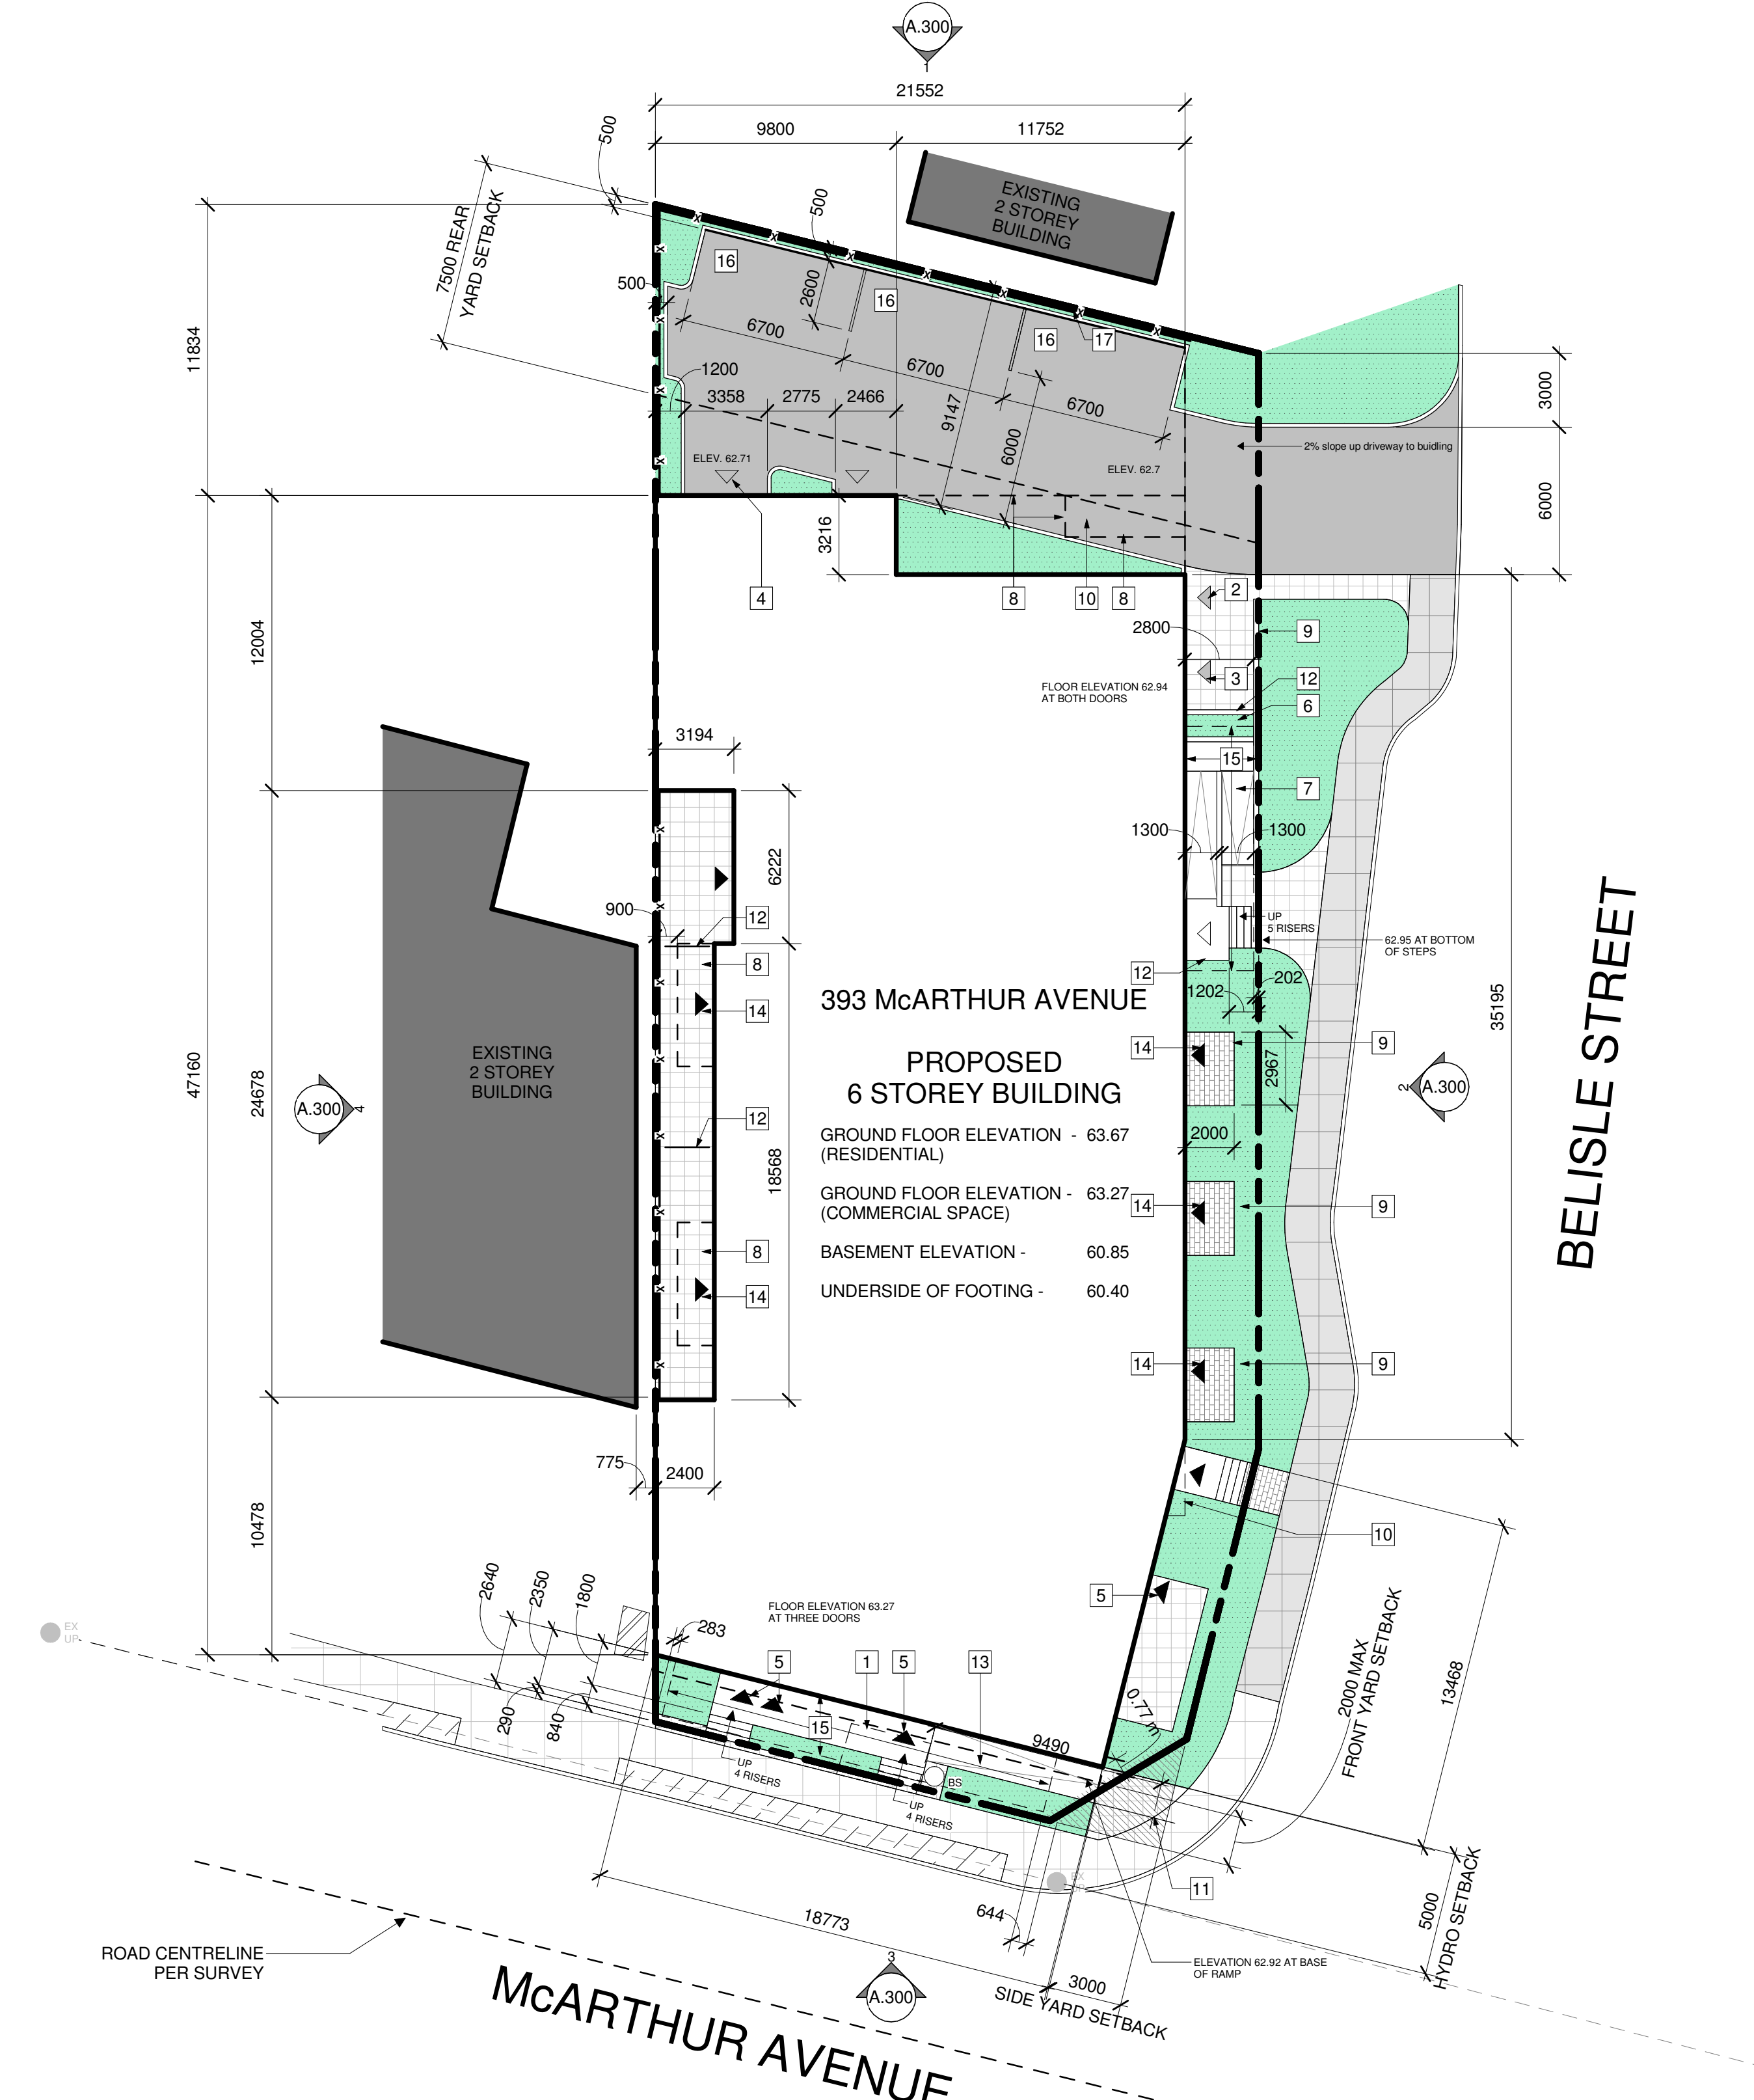 A.300
1
21552
9800
11752
500
500
7500 REAR
YARD SETBACK
EXISTING
2 STOREY
BUILDING
16
16
16
17
500
2600
6700
6700
6700
11834
1200
3358
2775
2466
9147
6000
3000
6000
2% slope up driveway to buidling
ELEV. 62.71
ELEV. 62.7
3216
4
8
10
8
2
2800
9
3
12
6
FLOOR ELEVATION 62.94
AT BOTH DOORS
12004
3194
15
7
1300
1300
6222
900
12
UP
5 RISERS
62.95 AT BOTTOM
OF STEPS
8
12
202
1202
14
393 McARTHUR AVENUE
35195
BELISLE STREET
47160
24678
EXISTING
2 STOREY
BUILDING
A.300
4
PROPOSED
6 STOREY BUILDING
14
9
2967
2
A.300
12
GROUND FLOOR ELEVATION - 63.67
(RESIDENTIAL)
2000
18568
GROUND FLOOR ELEVATION - 63.27
(COMMERCIAL SPACE)
14
9
8
BASEMENT ELEVATION - 60.85
14
UNDERSIDE OF FOOTING - 60.40
14
9
775
2400
10478
10
5
2640
2350
1800
FLOOR ELEVATION 63.27
AT THREE DOORS
283
EX
UP
5
1
5
13
2000 MAX
FRONT YARD SETBACK
13468
290
840
15
0.77 m
9490
UP
4 RISERS
BS
UP
4 RISERS
EX
11
18773
644
5000
HYDRO SETBACK
ROAD CENTRELINE
PER SURVEY
3
A.300
ELEVATION 62.92 AT BASE
OF RAMP
3000
SIDE YARD SETBACK
McARTHUR AVENUE